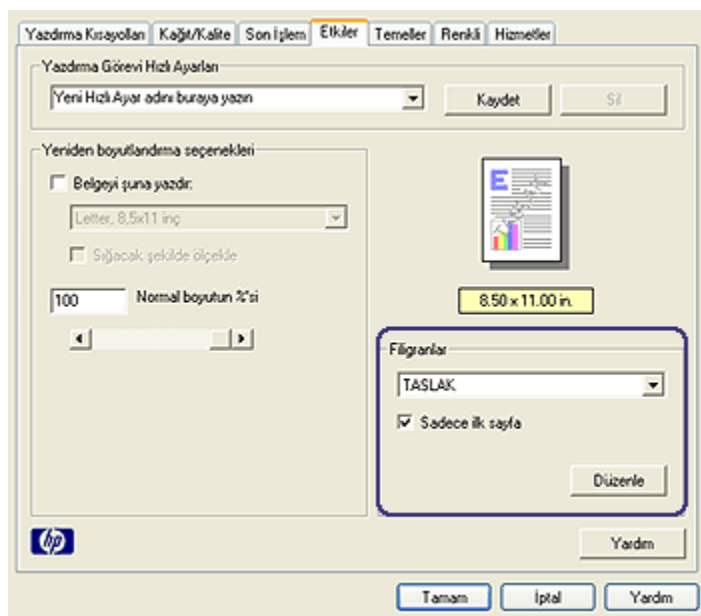 Yazdırma Kısayolları Kağıt/Kalite Son İşlem Etkiler Temeller Renkli Hizmetler
Yazdırma Görevi Hızlı Ayarları
Yeni Hızlı Ayar adını buraya yazın
Kaydet
Sil
Yeniden boyutlandırma seçenekleri
Belgeyi şuna yazdır:
Letter, 8,5x11 inç
Sığacak şekilde ölçekle
100 Normal boyutun %'si
E
8.50 x 11.00 in.
Filigranlar
TASLAK
Sadece ilk sayfa
Düzenle
hp
Yardım
Tamam İptal Yardım